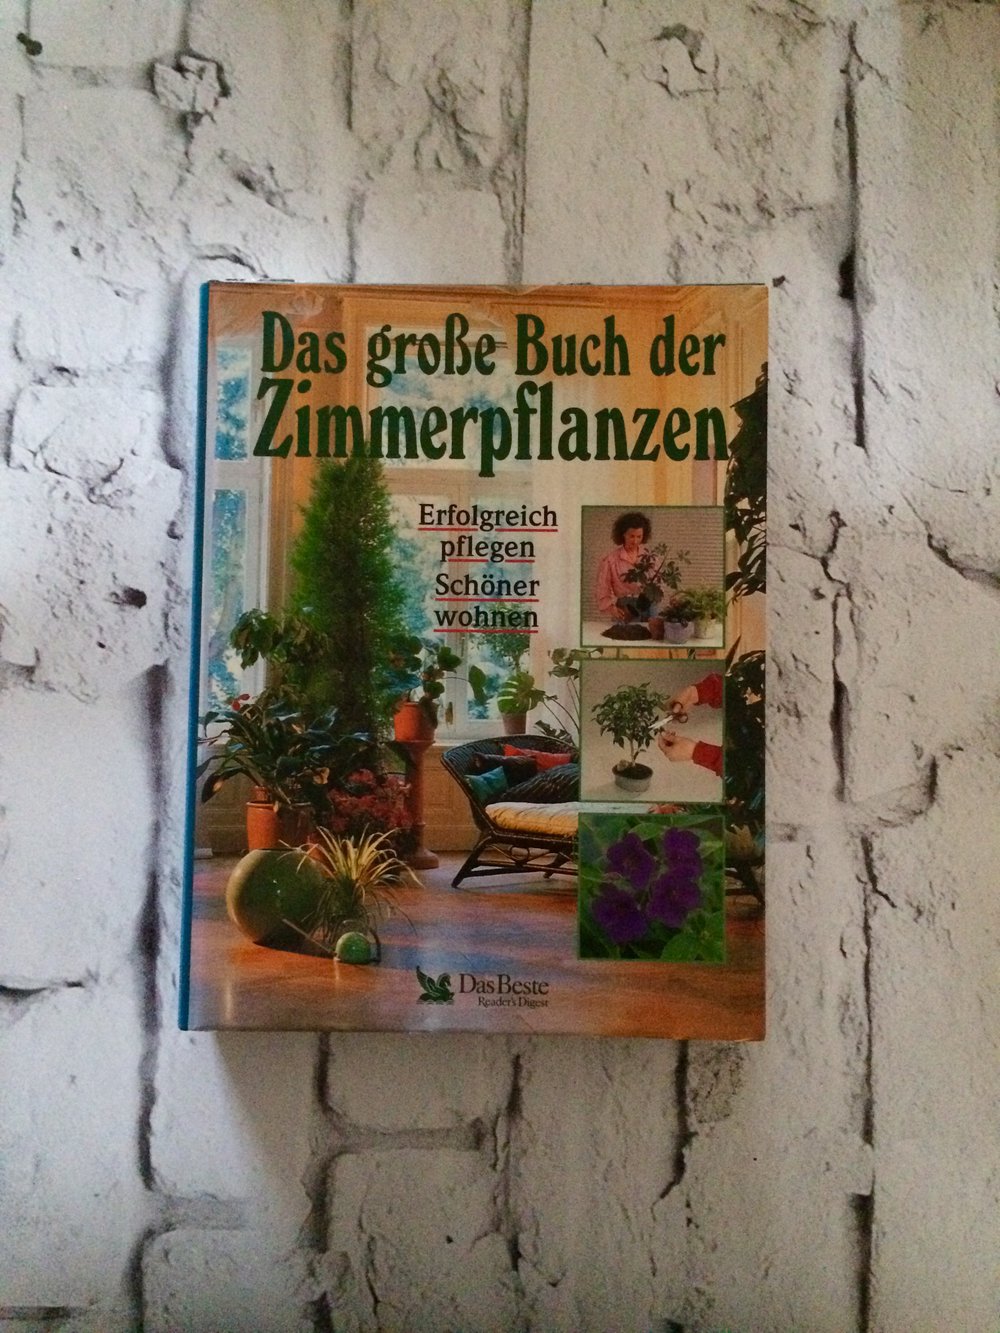 Das große Buch der
Zimmerpflanzen
Erfolgreich
pflegen
Schöner
wohnen
Das Beste
Reader's Digest